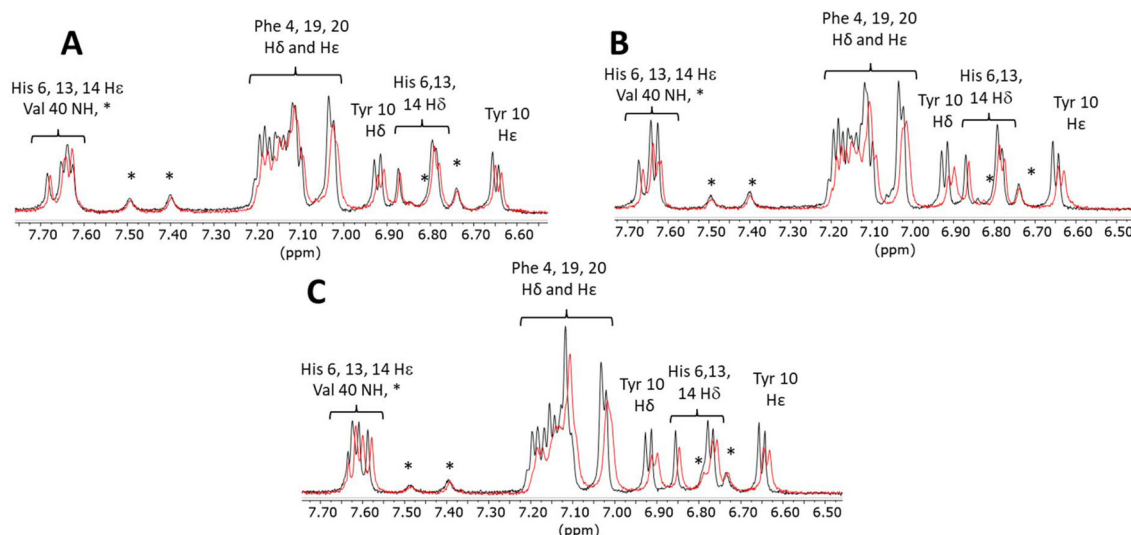 A
Phe 4, 19, 20
Hδ and Hε
His 6, 13, 14 Hε
Val 40 NH, *
Tyr 10
Hδ
His 6,13,
14 Hδ
Tyr 10
Hε
* * * *
7.70 7.60 7.50 7.40 7.30 7.20 7.10 7.00 6.90 6.80 6.70 6.60 6.50
(ppm)
B
Phe 4, 19, 20
Hδ and Hε
His 6, 13, 14 Hε
Val 40 NH, *
Tyr 10
Hδ
His 6,13,
14 Hδ
Tyr 10
Hε
* * * *
7.70 7.60 7.50 7.40 7.30 7.20 7.10 7.00 6.90 6.80 6.70 6.60 6.50
(ppm)
C
Phe 4, 19, 20
Hδ and Hε
His 6, 13, 14 Hε
Val 40 NH, *
Tyr 10
Hδ
His 6,13,
14 Hδ
Tyr 10
Hε
* * * *
7.70 7.60 7.50 7.40 7.30 7.20 7.10 7.00 6.90 6.80 6.70 6.60 6.50
(ppm)